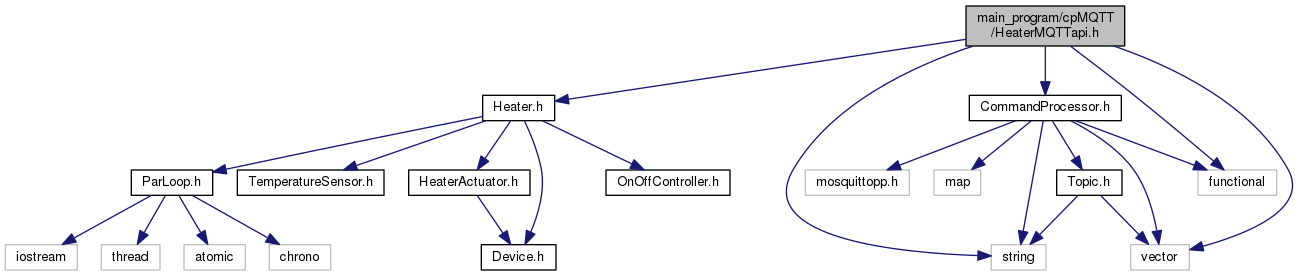 main_program/cpMQTT
/HeaterMQTTapi.h
Heater.h
CommandProcessor.h
ParLoop.h
TemperatureSensor.h
HeaterActuator.h
OnOffController.h
mosquittopp.h
map
Topic.h
functional
iostream
thread
atomic
chrono
Device.h
string
vector